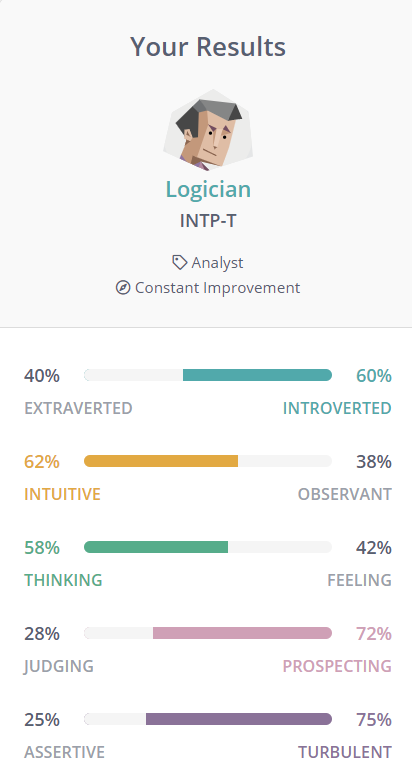 Your Results
Logician
INTP-T
Analyst
Constant Improvement
40% 60%
EXTRAVERTED INTROVERTED
62% 38%
INTUITIVE OBSERVANT
58% 42%
THINKING FEELING
28% 72%
JUDGING PROSPECTING
25% 75%
ASSERTIVE TURBULENT